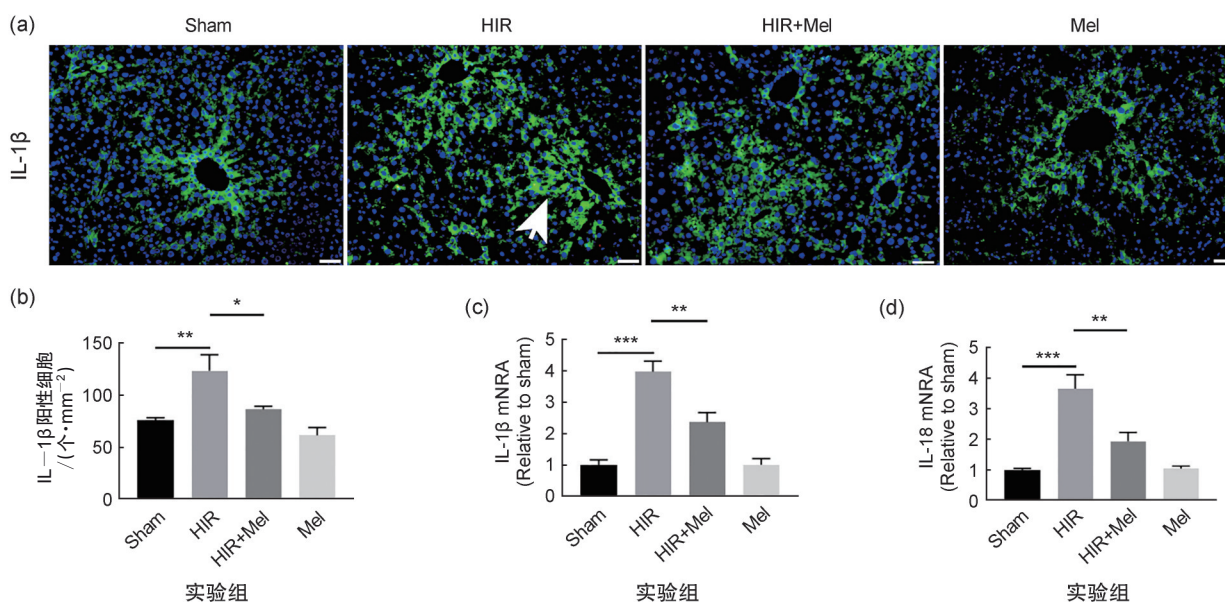 (a)
Sham
HIR
HIR+Mel
Mel
IL-1β
(b)
IL—1β阳性细胞
/(个·mm⁻²)
150
100
50
0
**
*
Sham
HIR
HIR+Mel
Mel
实验组
(c)
IL-1β mNRA
(Relative to sham)
5
4
3
2
1
0
***
**
Sham
HIR
HIR+Mel
Mel
实验组
(d)
IL-18 mNRA
(Relative to sham)
5
4
3
2
1
0
***
**
Sham
HIR
HIR+Mel
Mel
实验组